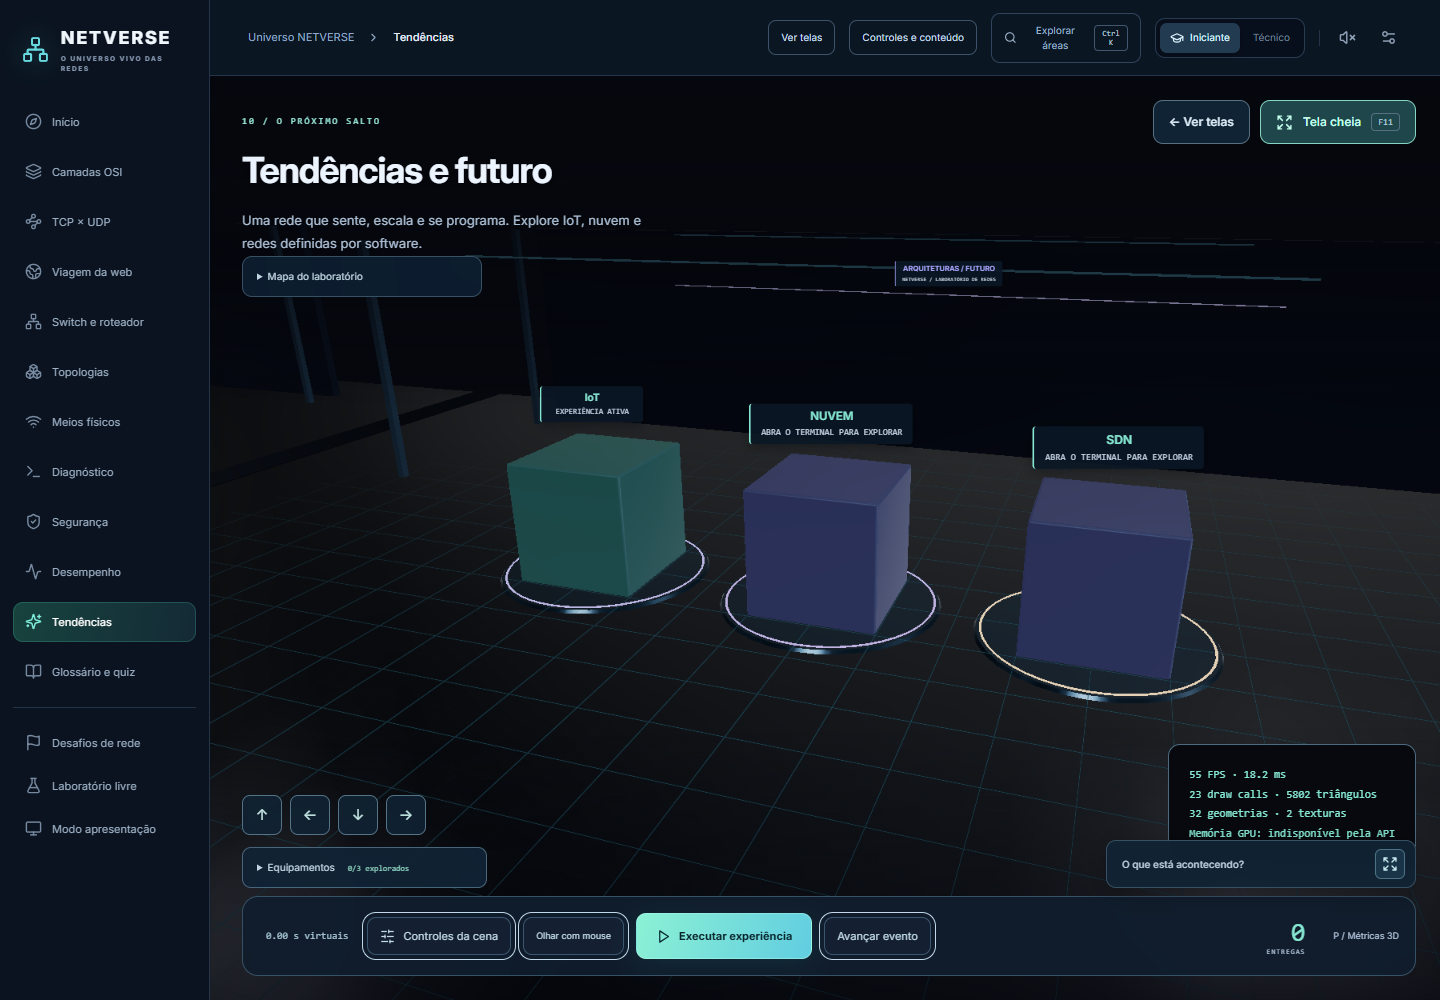 NETVERSE
O UNIVERSO VIVO DAS
REDES
Início
Camadas OSI
TCP × UDP
Viagem da web
Switch e roteador
Topologias
Meios físicos
Diagnóstico
Segurança
Desempenho
Tendências
Glossário e quiz
Desafios de rede
Laboratório livre
Modo apresentação
Universo NETVERSE > Tendências
Ver telas
Controles e conteúdo
Explorar
áreas
Ctrl
K
Iniciante
Técnico
10 / O PRÓXIMO SALTO
← Ver telas
Tela cheia F11
Tendências e futuro
Uma rede que sente, escala e se programa. Explore IoT, nuvem e
redes definidas por software.
▸ Mapa do laboratório
ARQUITETURAS / FUTURO
NETVERSE / LABORATÓRIO DE REDES
IoT
EXPERIÊNCIA ATIVA
NUVEM
ABRA O TERMINAL PARA EXPLORAR
SDN
ABRA O TERMINAL PARA EXPLORAR
55 FPS · 18.2 ms
23 draw calls · 5802 triângulos
32 geometrias · 2 texturas
Memória GPU: indisponível pela API
↑ ← ↓ →
▸ Equipamentos 0/3 explorados
O que está acontecendo?
0.00 s virtuais
Controles da cena
Olhar com mouse
Executar experiência
Avançar evento
0
ENTREGAS
P / Métricas 3D